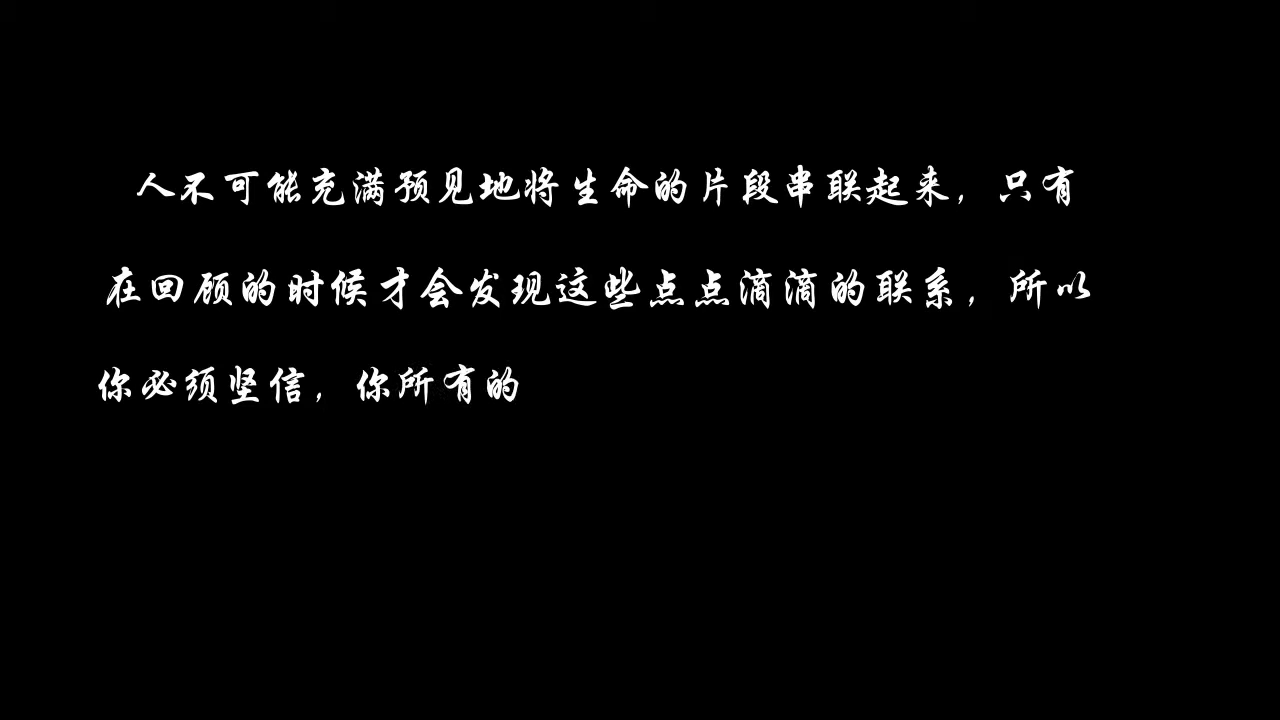 人不可能充满预见地将生命的片段串联起来，只有
在回顾的时候才会发现这些点点滴滴的联系，所以
你必须坚信，你所有的